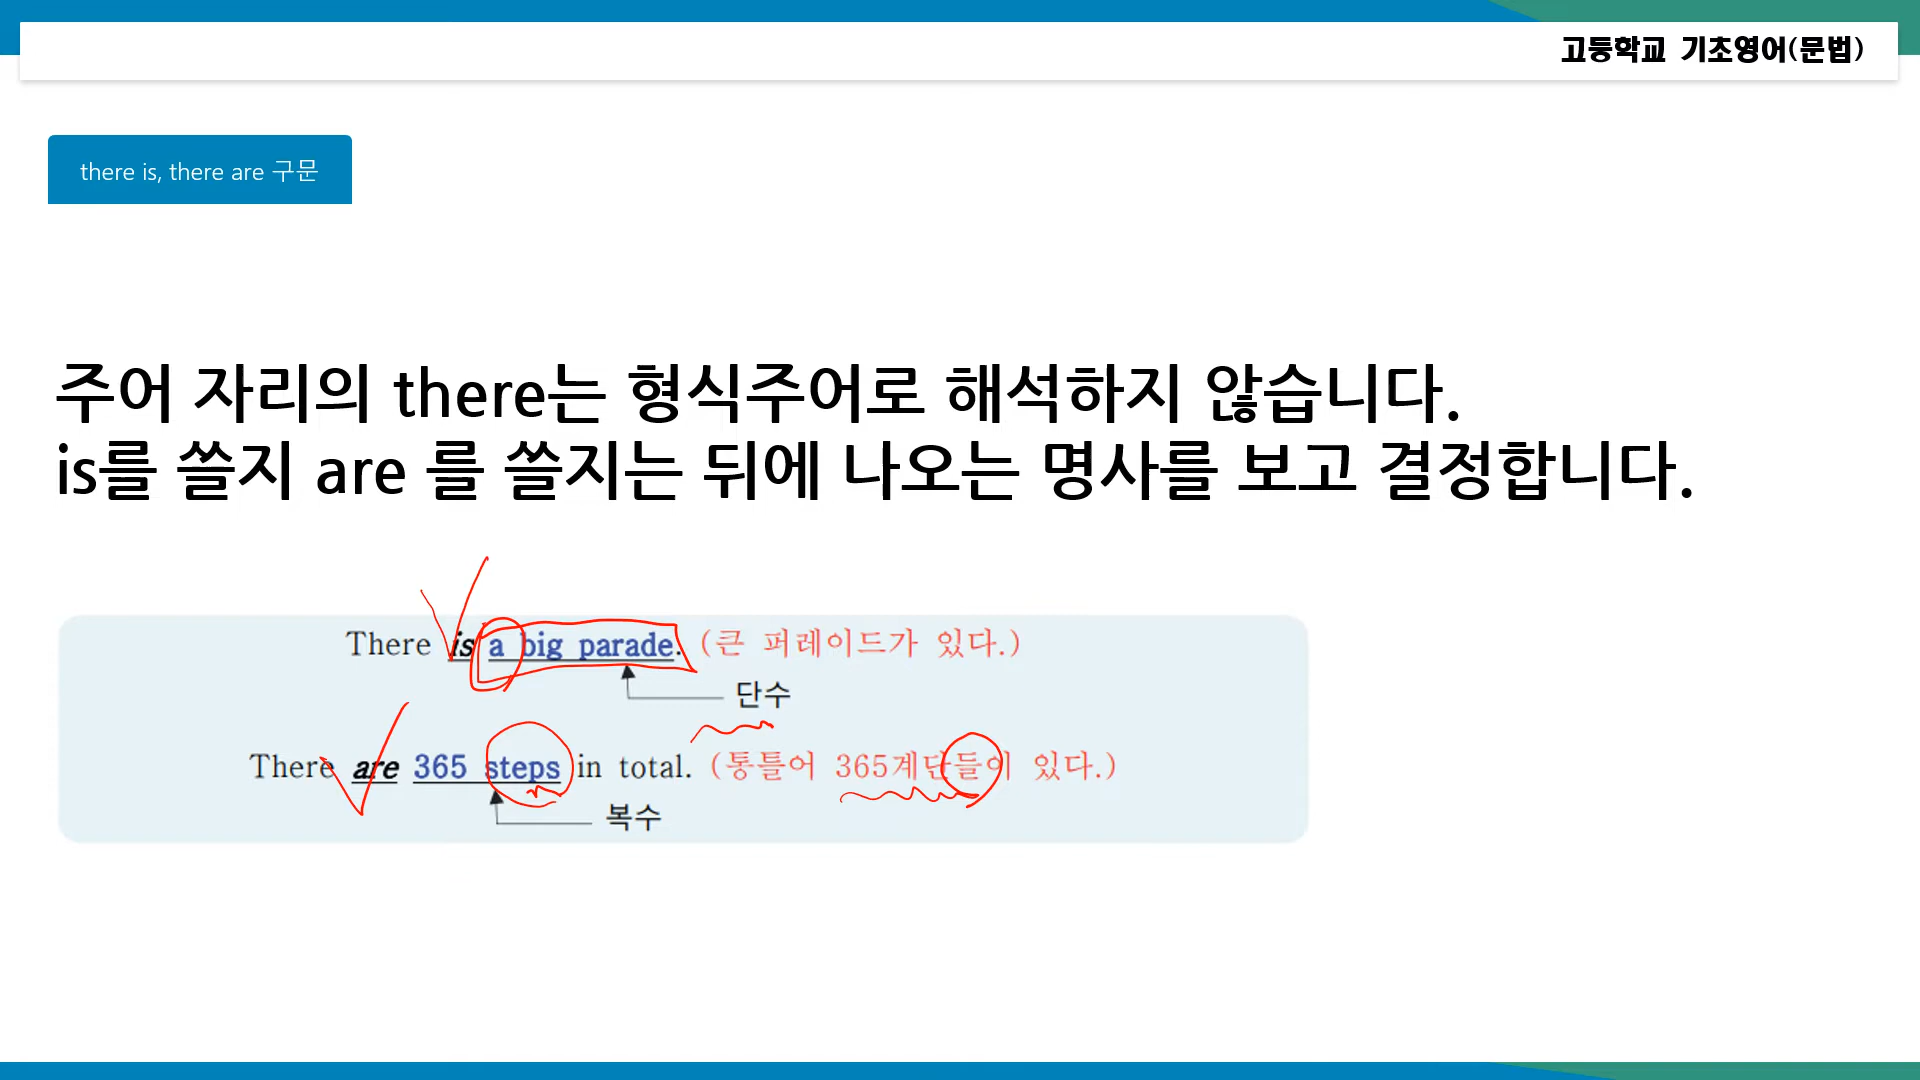 고등학교 기초영어(문법)
there is, there are 구문
주어 자리의 there는 형식주어로 해석하지 않습니다.
is를 쓸지 are 를 쓸지는 뒤에 나오는 명사를 보고 결정합니다.
There is a big parade. (큰 퍼레이드가 있다.)
단수
There are 365 steps in total. (통틀어 365계단들이 있다.)
복수